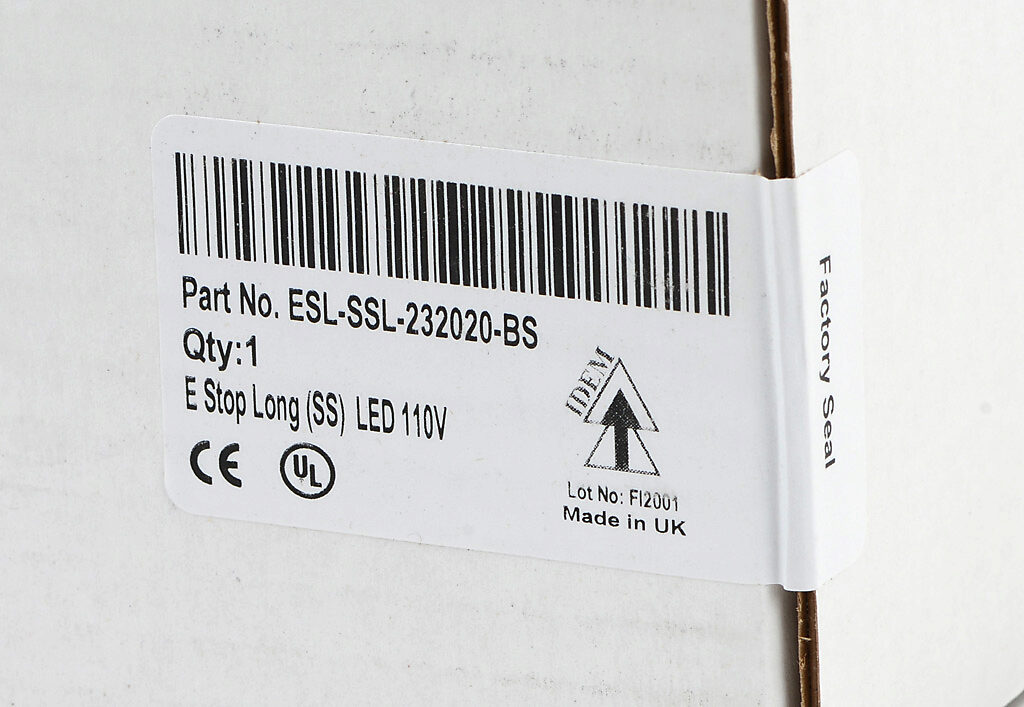 Part No. ESL-SSL-232020-BS
Qty:1
E Stop Long (SS) LED 110V
CE
UL
IDEM
Lot No: FI2001
Made in UK
Factory Seal